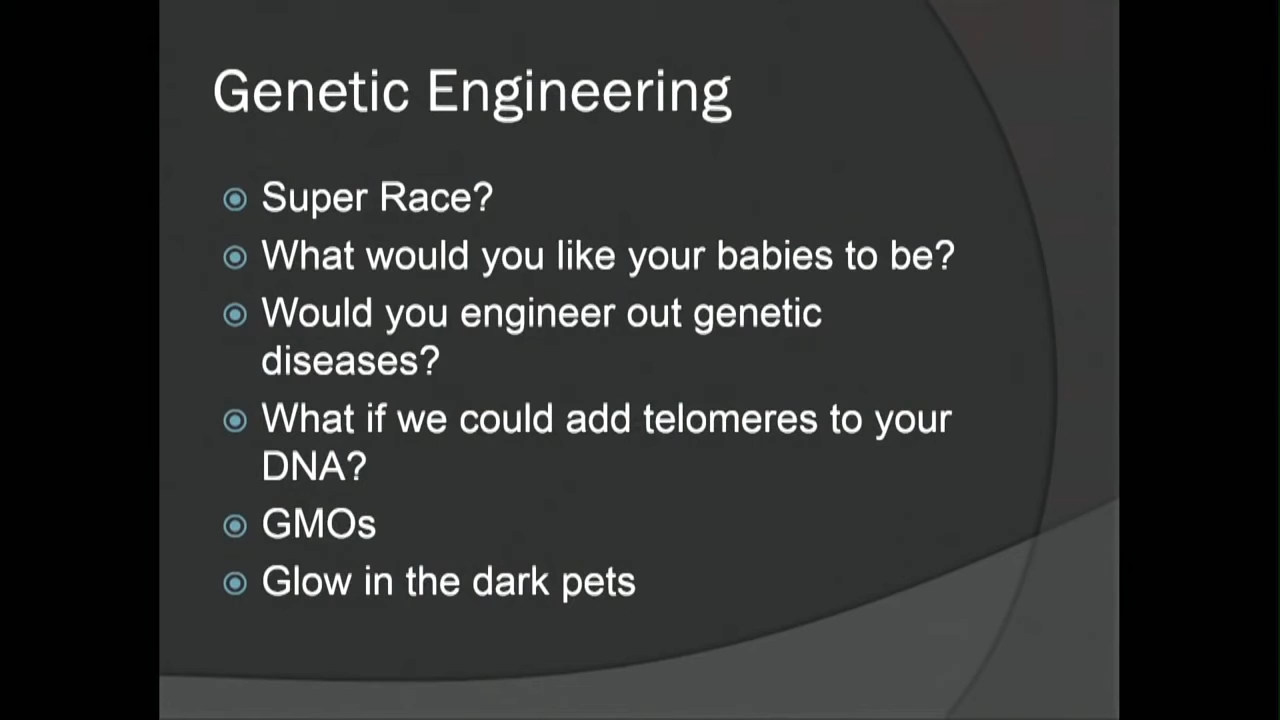 Genetic Engineering
Super Race?
What would you like your babies to be?
Would you engineer out genetic
diseases?
What if we could add telomeres to your
DNA?
GMOs
Glow in the dark pets